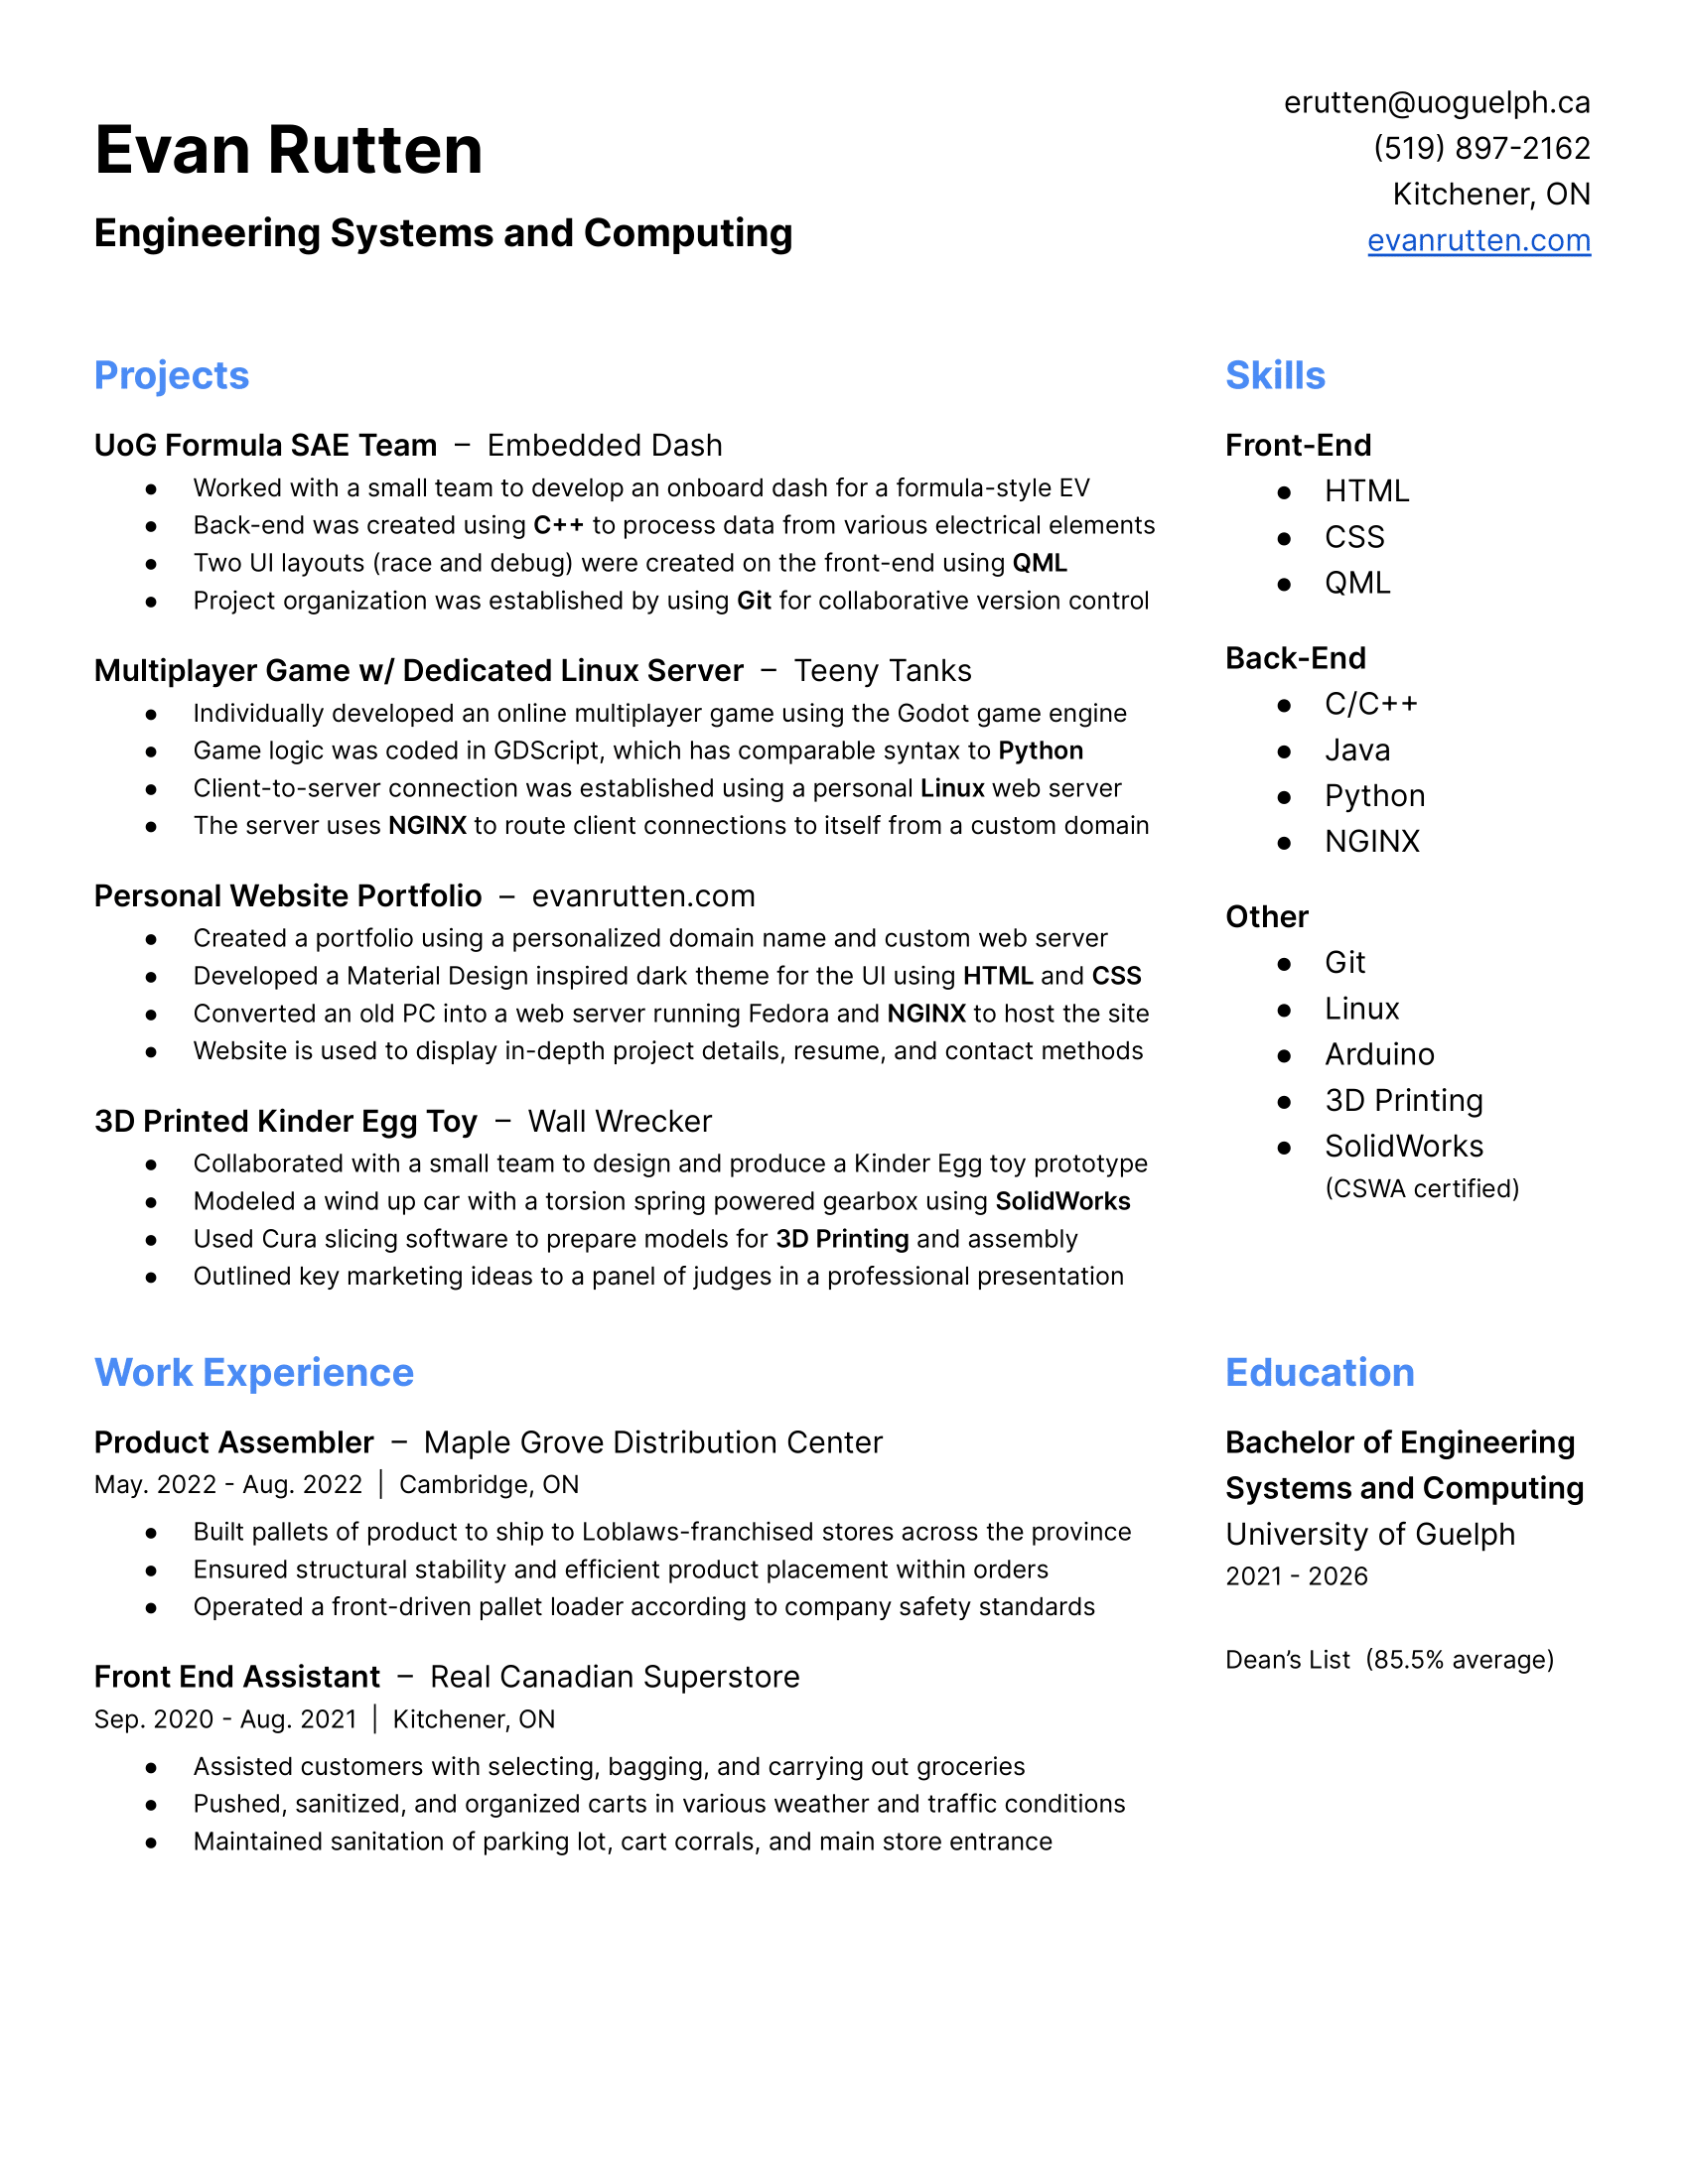 Evan Rutten
Engineering Systems and Computing
erutten@uoguelph.ca
(519) 897-2162
Kitchener, ON
evanrutten.com
Projects
UoG Formula SAE Team – Embedded Dash
● Worked with a small team to develop an onboard dash for a formula-style EV
● Back-end was created using C++ to process data from various electrical elements
● Two UI layouts (race and debug) were created on the front-end using QML
● Project organization was established by using Git for collaborative version control
Multiplayer Game w/ Dedicated Linux Server – Teeny Tanks
● Individually developed an online multiplayer game using the Godot game engine
● Game logic was coded in GDScript, which has comparable syntax to Python
● Client-to-server connection was established using a personal Linux web server
● The server uses NGINX to route client connections to itself from a custom domain
Personal Website Portfolio – evanrutten.com
● Created a portfolio using a personalized domain name and custom web server
● Developed a Material Design inspired dark theme for the UI using HTML and CSS
● Converted an old PC into a web server running Fedora and NGINX to host the site
● Website is used to display in-depth project details, resume, and contact methods
3D Printed Kinder Egg Toy – Wall Wrecker
● Collaborated with a small team to design and produce a Kinder Egg toy prototype
● Modeled a wind up car with a torsion spring powered gearbox using SolidWorks
● Used Cura slicing software to prepare models for 3D Printing and assembly
● Outlined key marketing ideas to a panel of judges in a professional presentation
Skills
Front-End
● HTML
● CSS
● QML
Back-End
● C/C++
● Java
● Python
● NGINX
Other
● Git
● Linux
● Arduino
● 3D Printing
● SolidWorks
(CSWA certified)
Work Experience
Product Assembler – Maple Grove Distribution Center
May. 2022 - Aug. 2022 | Cambridge, ON
● Built pallets of product to ship to Loblaws-franchised stores across the province
● Ensured structural stability and efficient product placement within orders
● Operated a front-driven pallet loader according to company safety standards
Front End Assistant – Real Canadian Superstore
Sep. 2020 - Aug. 2021 | Kitchener, ON
● Assisted customers with selecting, bagging, and carrying out groceries
● Pushed, sanitized, and organized carts in various weather and traffic conditions
● Maintained sanitation of parking lot, cart corrals, and main store entrance
Education
Bachelor of Engineering
Systems and Computing
University of Guelph
2021 - 2026
Dean’s List (85.5% average)